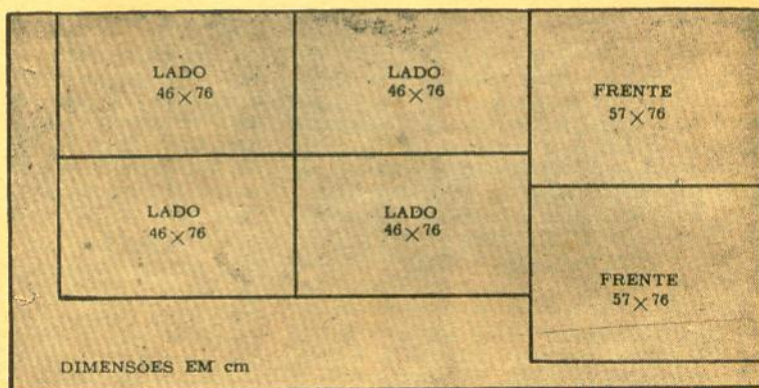 LADO
46 × 76
LADO
46 × 76
FRENTE
57 × 76
LADO
46 × 76
LADO
46 × 76
FRENTE
57 × 76
DIMENSÕES EM cm